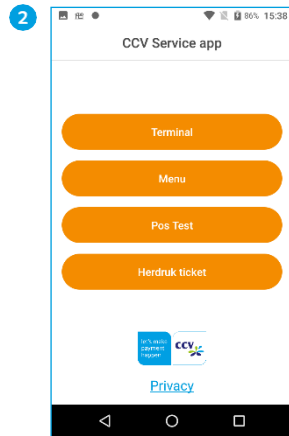 2
86% 15:38
CCV Service app
Terminal
Menu
Pos Test
Herdruk ticket
let's make
payment
happen
CCV
Privacy